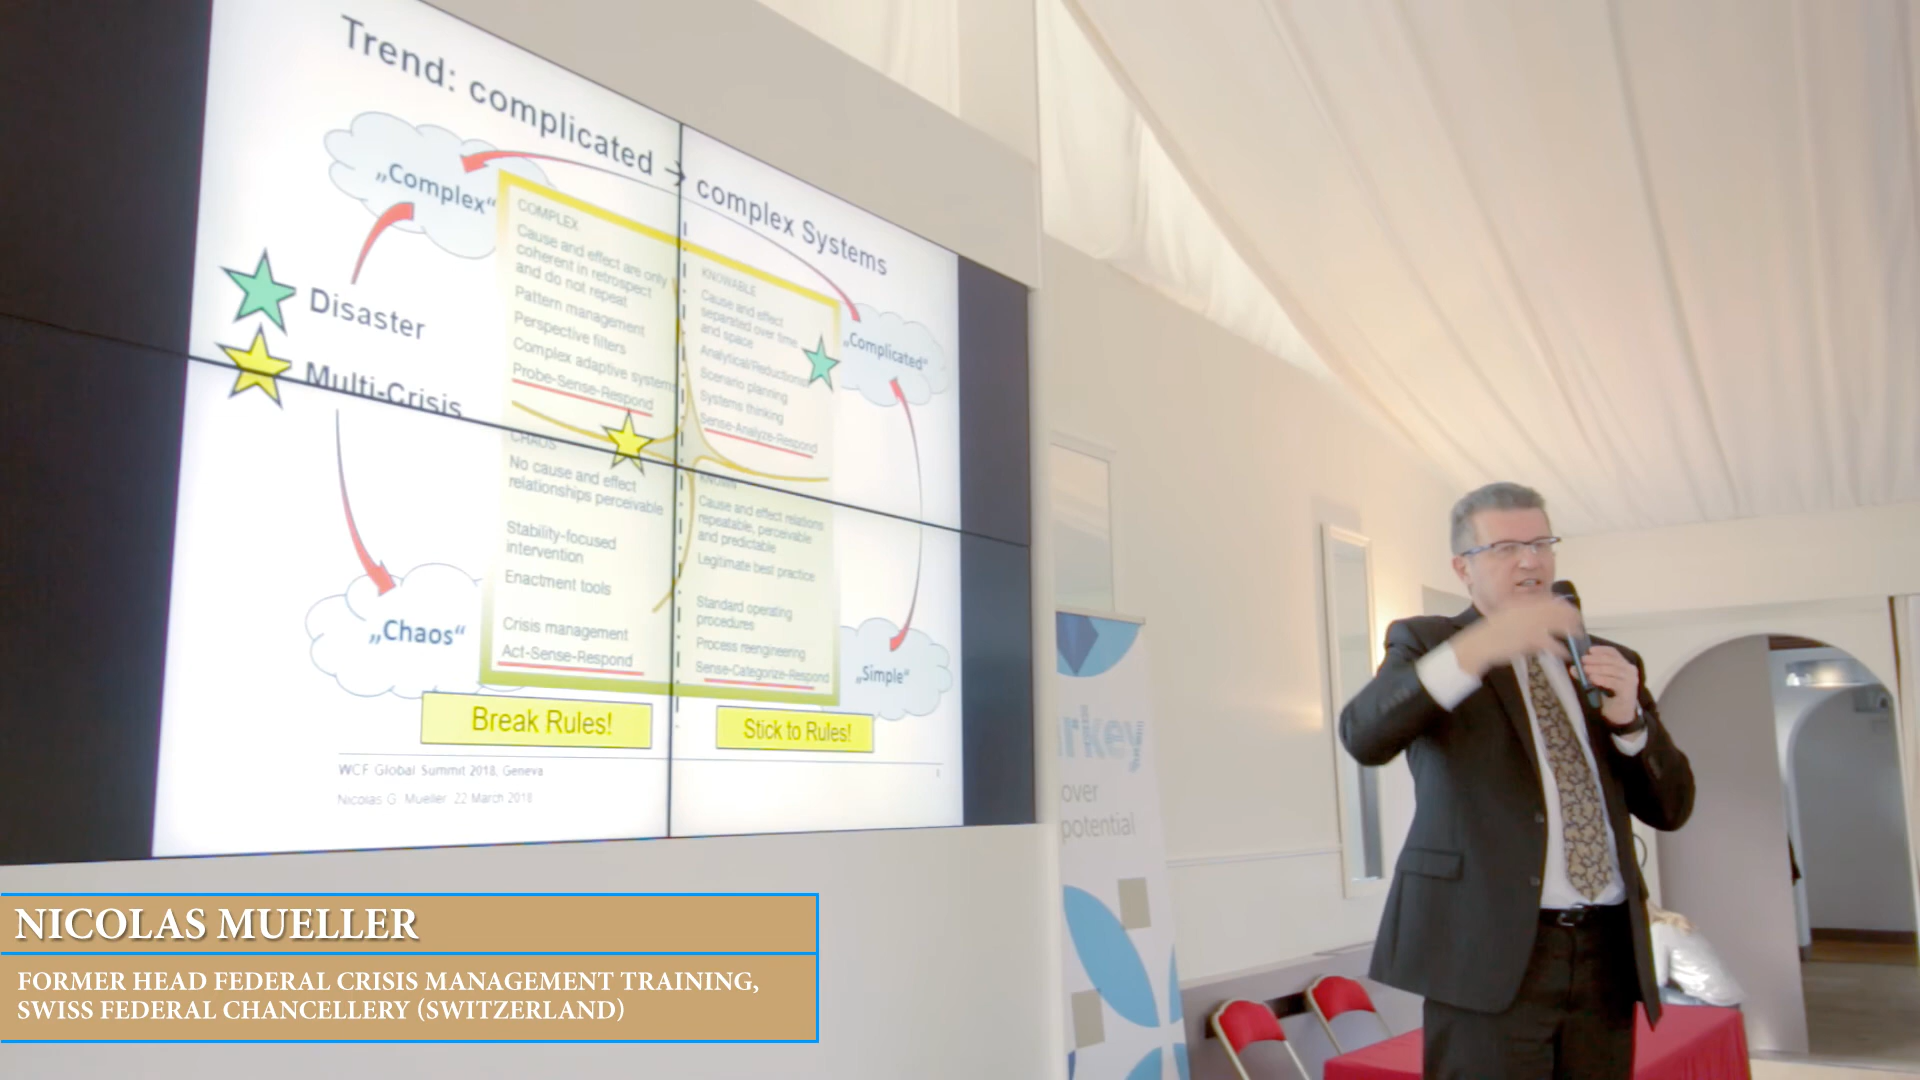 Trend: complicated → complex Systems
„Complex“
Disaster
Multi-Crisis
„Chaos“
COMPLEX
Cause and effect are only
coherent in retrospect
and do not repeat
Pattern management
Perspective filters
Complex adaptive systems
Probe-Sense-Respond
KNOWABLE
Cause and effect
separated over time
and space
Analytical/Reductionist
Scenario planning
Systems thinking
Sense-Analyze-Respond
„Complicated“
CHAOS
No cause and effect
relationships perceivable
Stability-focused
intervention
Enactment tools
Crisis management
Act-Sense-Respond
KNOWN
Cause and effect relations
repeatable, perceivable
and predictable
Legitimate best practice
Standard operating
procedures
Process reengineering
Sense-Categorize-Respond
„Simple“
Break Rules!
Stick to Rules!
WCF Global Summit 2018, Geneva
Nicolas G. Mueller, 22 March 2018
rkey
over
potential
NICOLAS MUELLER
FORMER HEAD FEDERAL CRISIS MANAGEMENT TRAINING,
SWISS FEDERAL CHANCELLERY (SWITZERLAND)